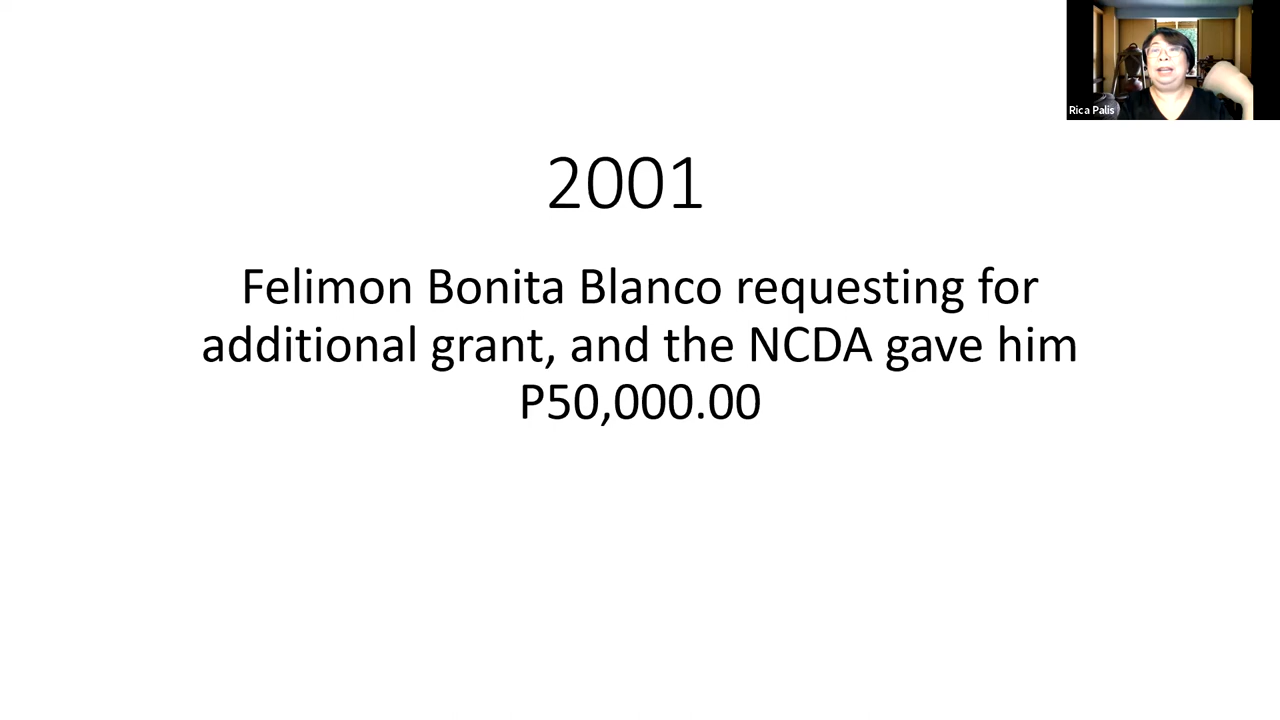 Rica Palis
2001
Felimon Bonita Blanco requesting for
additional grant, and the NCDA gave him
P50,000.00